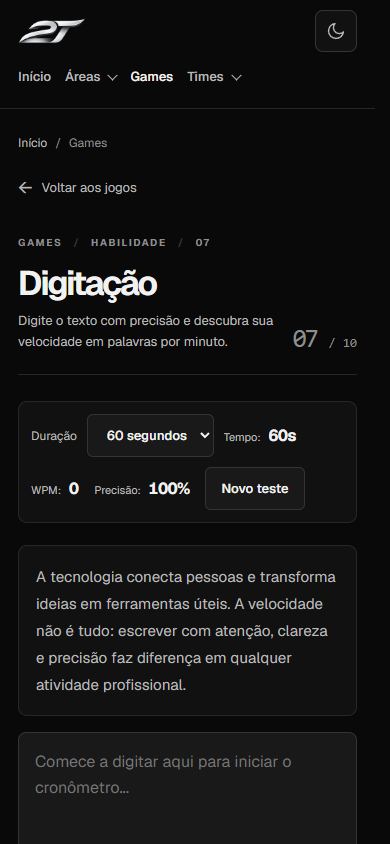 2T
Início Áreas Games Times
Início / Games
← Voltar aos jogos
GAMES / HABILIDADE / 07
Digitação
Digite o texto com precisão e descubra sua
velocidade em palavras por minuto.
07 / 10
Duração 60 segundos Tempo: 60s
WPM: 0 Precisão: 100% Novo teste
A tecnologia conecta pessoas e transforma
ideias em ferramentas úteis. A velocidade
não é tudo: escrever com atenção, clareza
e precisão faz diferença em qualquer
atividade profissional.
Comece a digitar aqui para iniciar o
cronômetro...